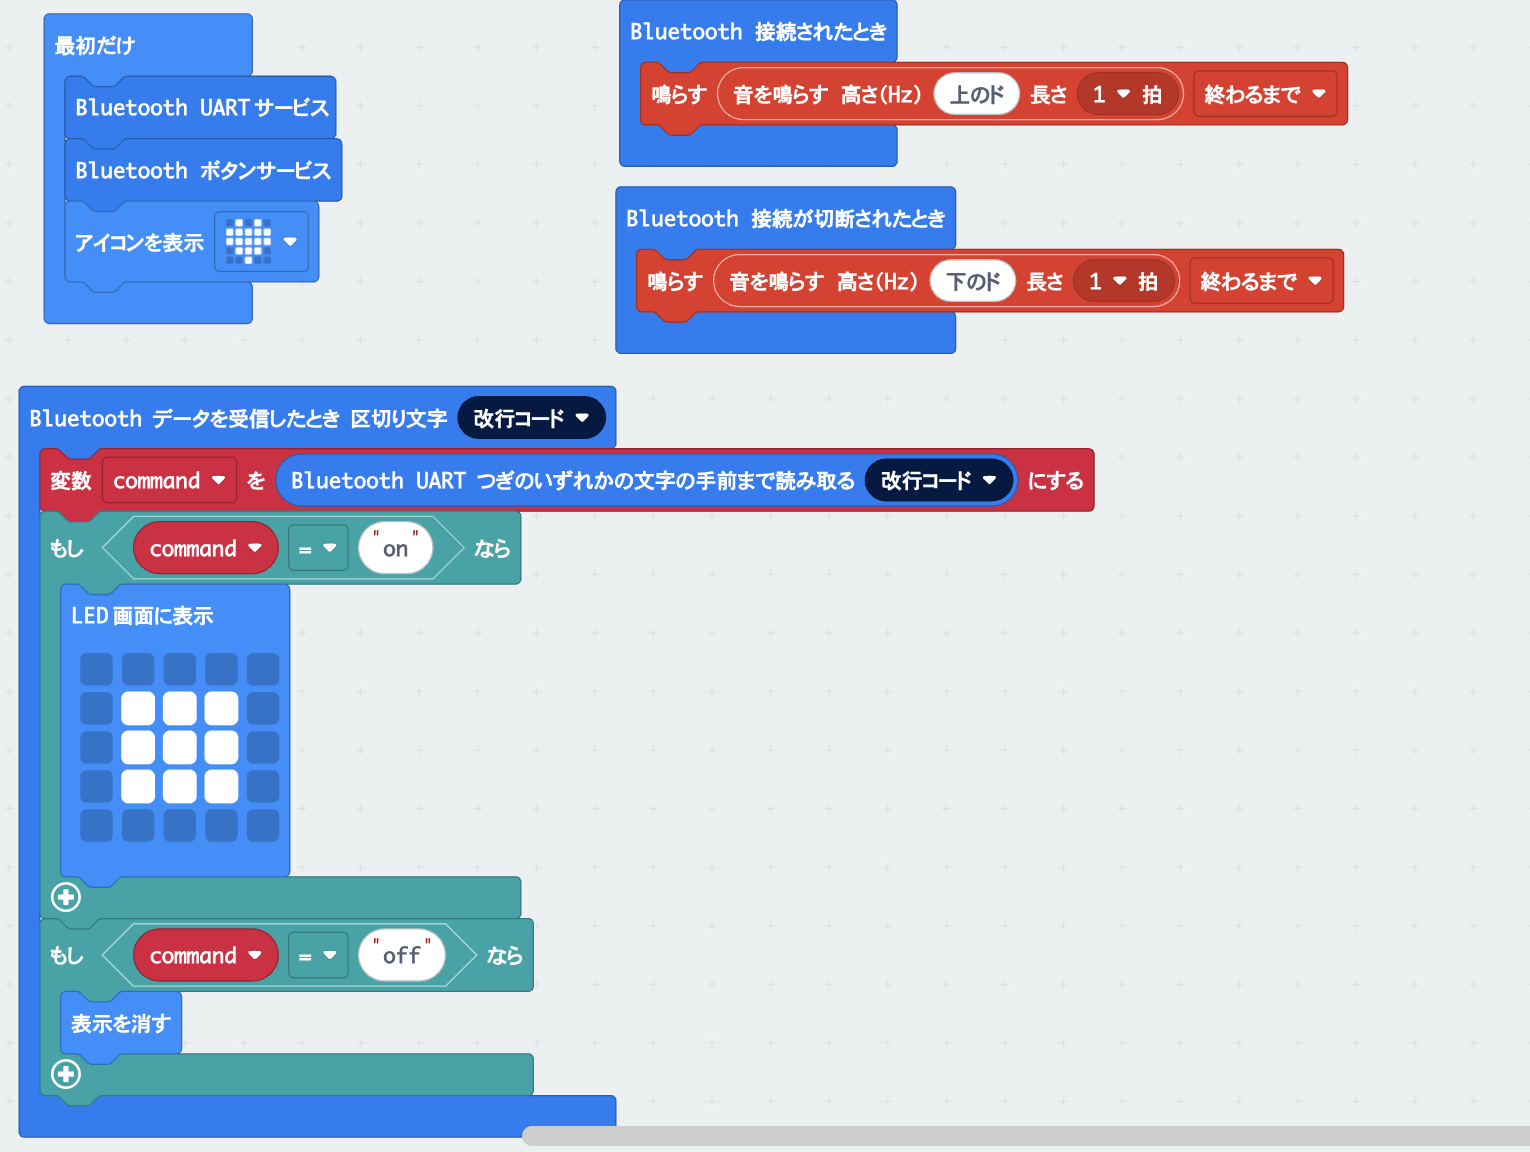 最初だけ
Bluetooth UARTサービス
Bluetooth ボタンサービス
アイコンを表示
Bluetooth 接続されたとき
鳴らす 音を鳴らす 高さ(Hz) 上のド 長さ 1 拍 終わるまで
Bluetooth 接続が切断されたとき
鳴らす 音を鳴らす 高さ(Hz) 下のド 長さ 1 拍 終わるまで
Bluetooth データを受信したとき 区切り文字 改行コード
変数 command を Bluetooth UART つぎのいずれかの文字の手前まで読み取る 改行コード にする
もし command = "on" なら
LED画面に表示
もし command = "off" なら
表示を消す